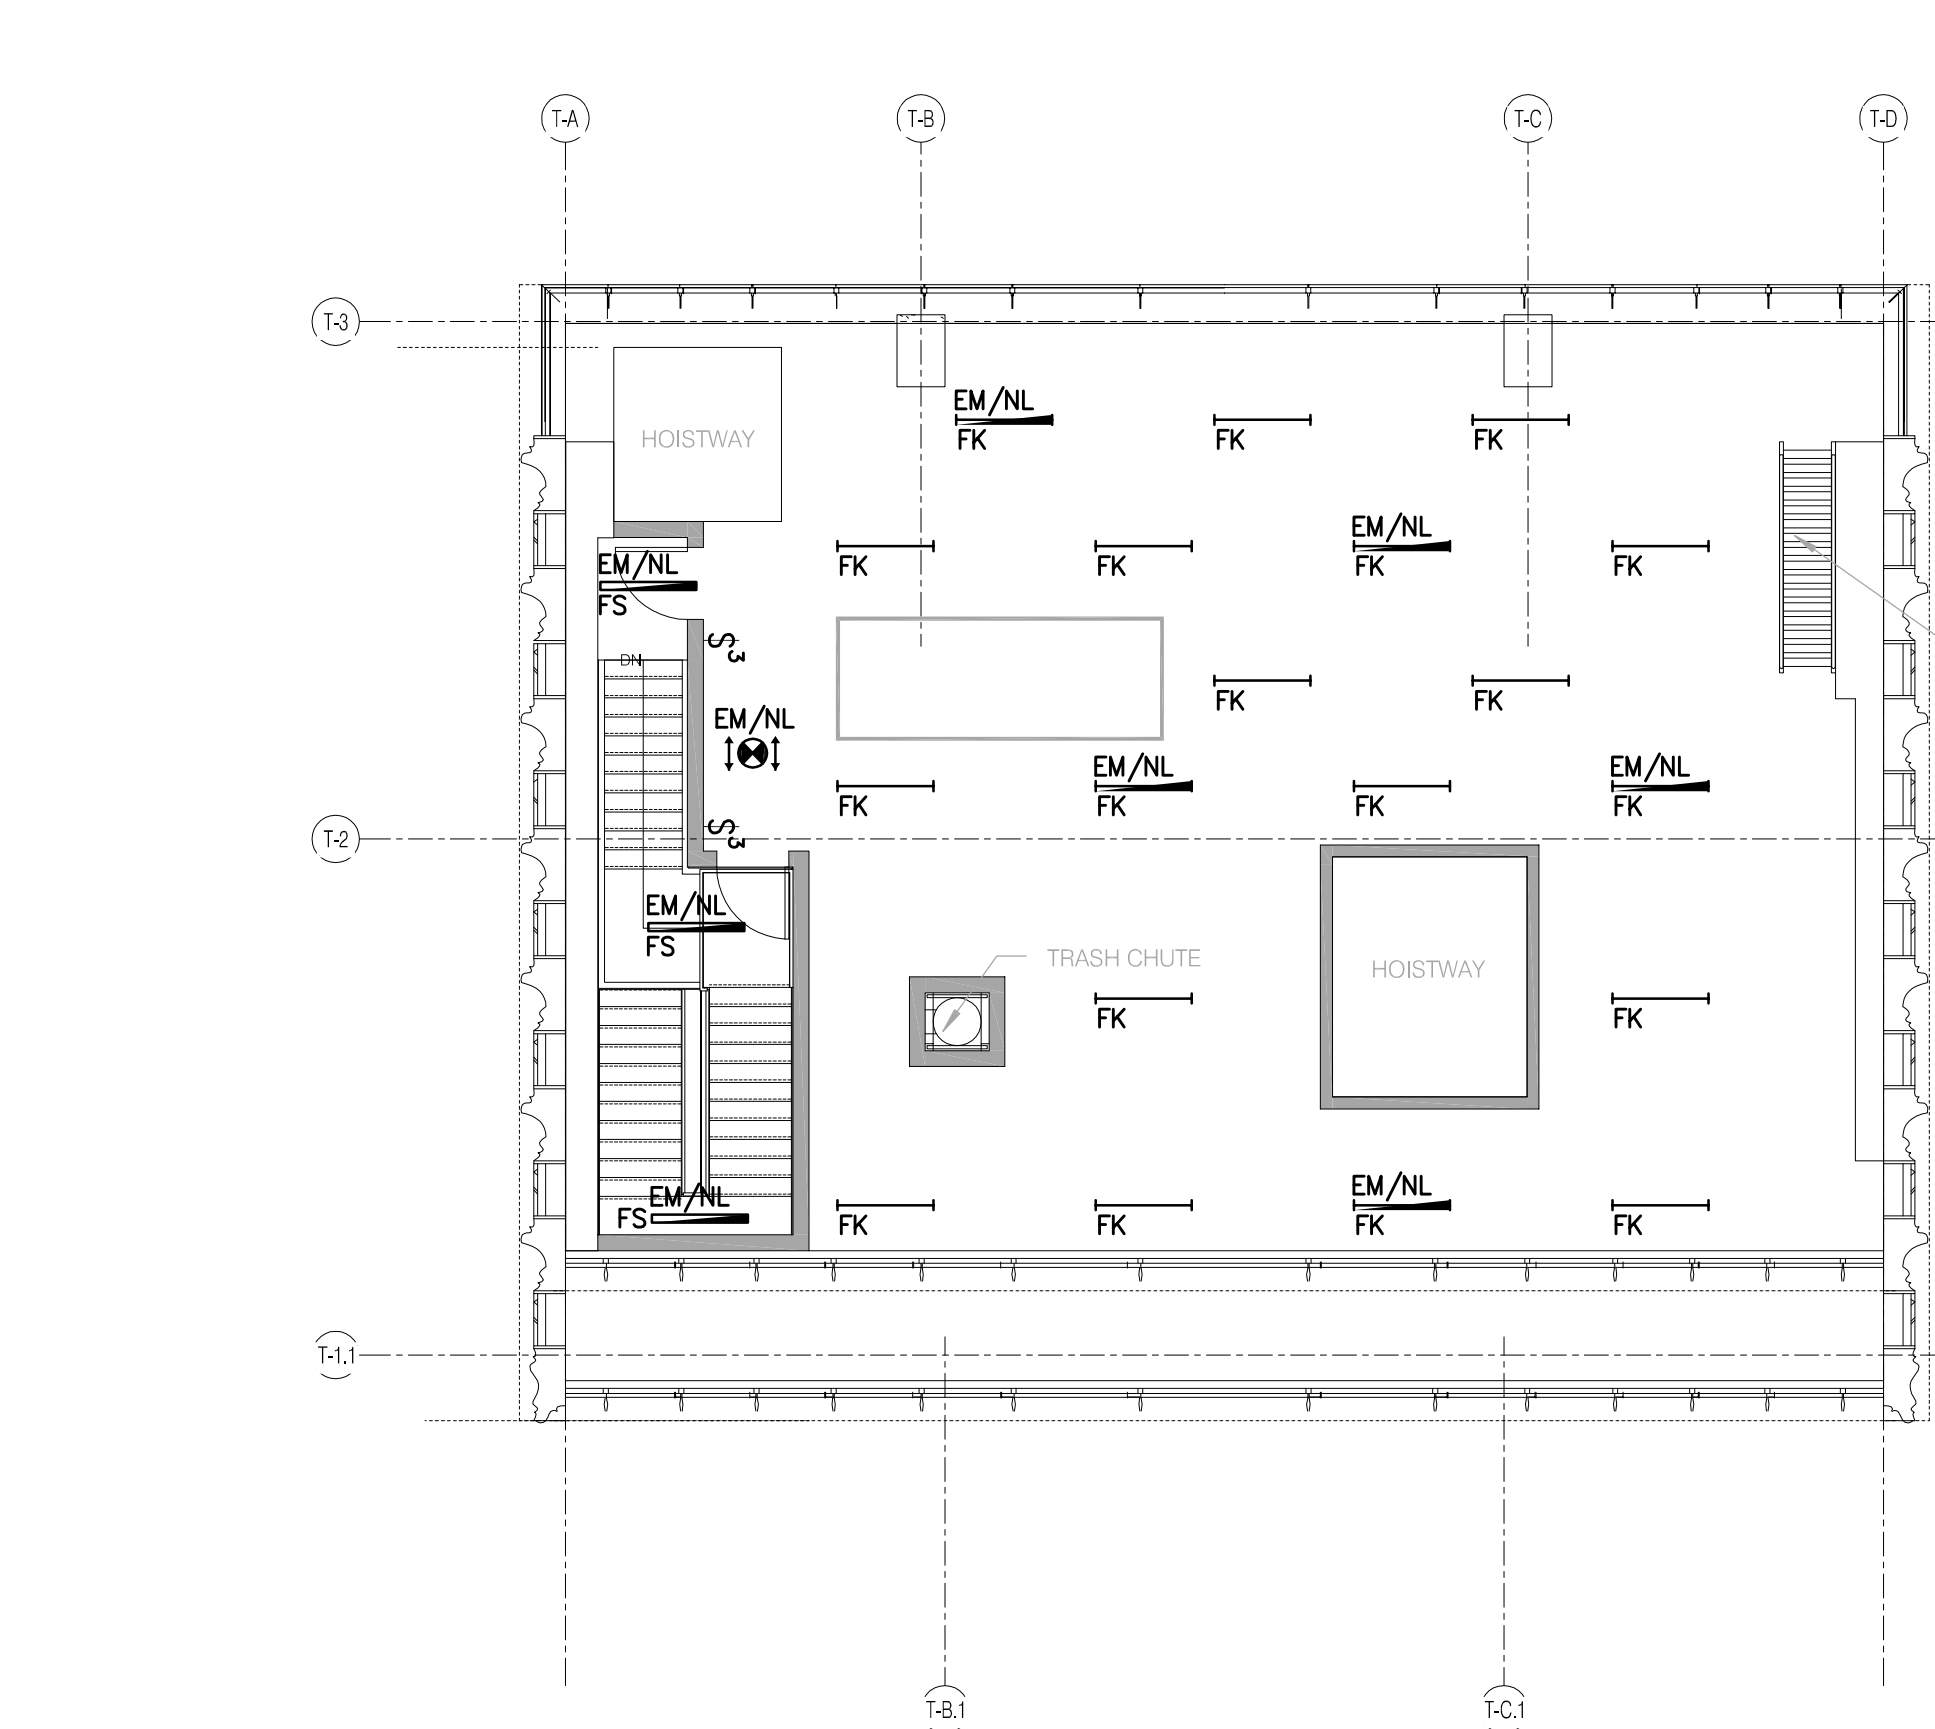 T-A T-B T-C T-D
T-3
EM/NL
FK FK FK
HOISTWAY
EM/NL
FK FK FK FK
EM/NL
FS
S3
DN
FK FK
EM/NL
EM/NL EM/NL
FK FK FK FK
S3
T-2
EM/NL
FS
TRASH CHUTE
HOISTWAY
FK FK
EM/NL EM/NL
FS FK FK FK FK
T-1.1
T-B.1 T-C.1